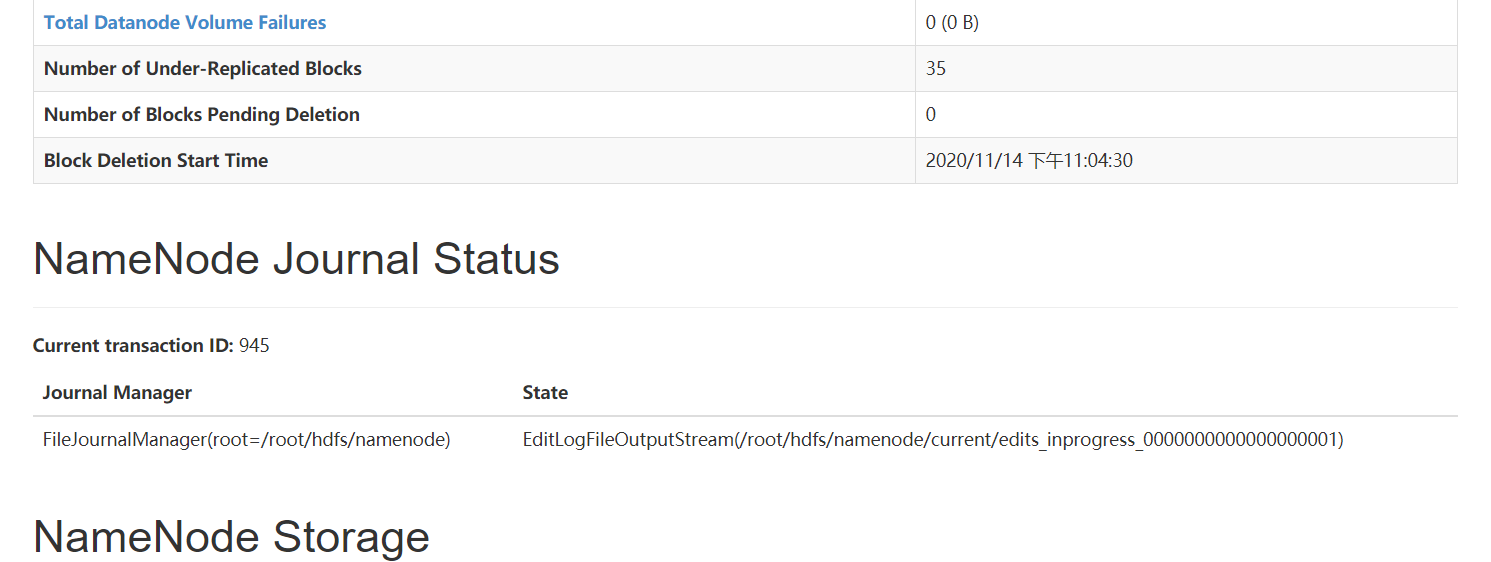 Total Datanode Volume Failures 0 (0 B)
Number of Under-Replicated Blocks 35
Number of Blocks Pending Deletion 0
Block Deletion Start Time 2020/11/14 下午11:04:30
NameNode Journal Status
Current transaction ID: 945
Journal Manager State
FileJournalManager(root=/root/hdfs/namenode) EditLogFileOutputStream(/root/hdfs/namenode/current/edits_inprogress_0000000000000000001)
NameNode Storage